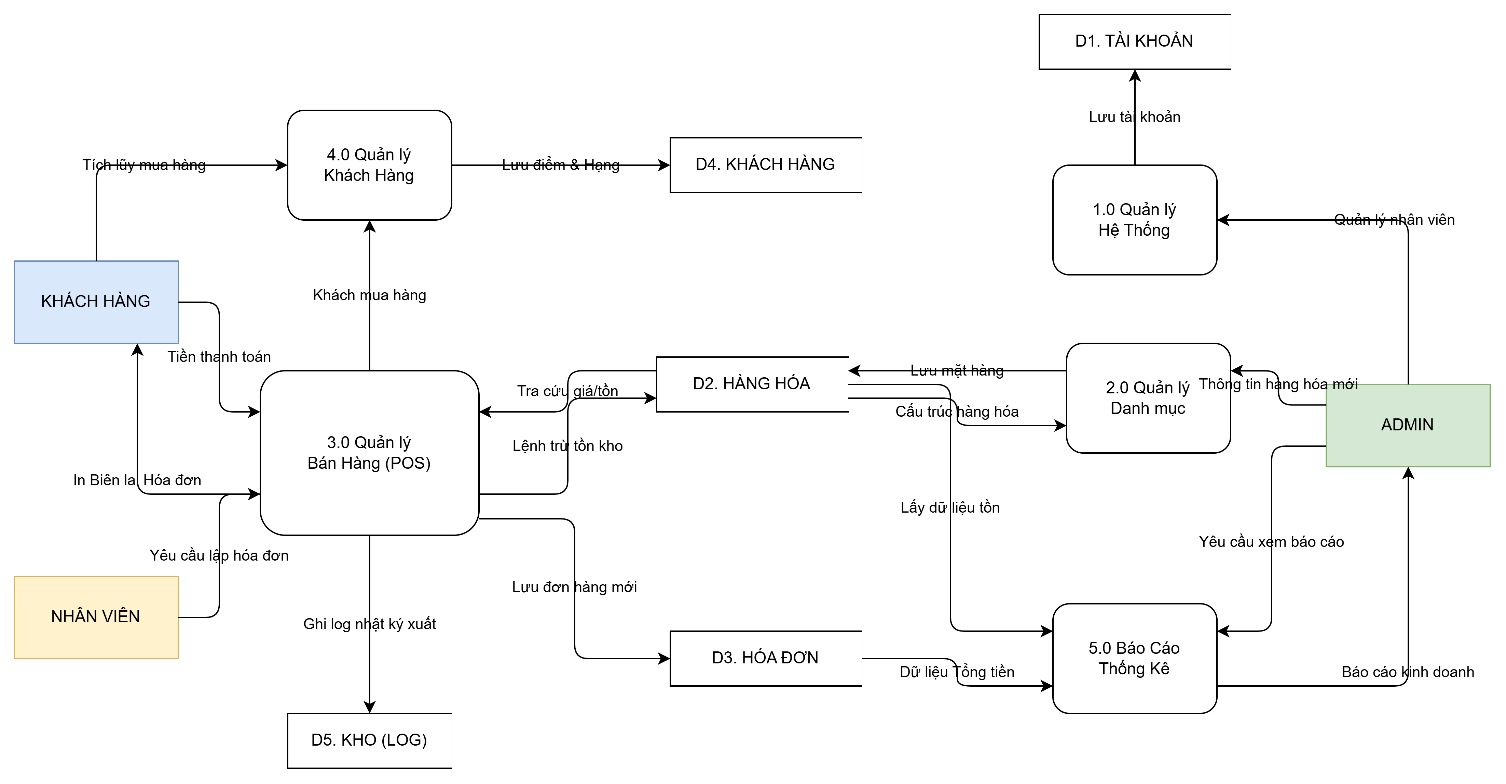 D1. TÀI KHOẢN
Lưu tài khoản
4.0 Quản lý
Khách Hàng
Tích lũy mua hàng
Lưu điểm & Hạng
D4. KHÁCH HÀNG
1.0 Quản lý
Hệ Thống
Quản lý nhân viên
KHÁCH HÀNG
Khách mua hàng
Tiền thanh toán
Tra cứu giá/tồn
D2. HÀNG HÓA
Lưu mặt hàng
2.0 Quản lý
Danh mục
Thông tin hàng hóa mới
Cấu trúc hàng hóa
ADMIN
3.0 Quản lý
Bán Hàng (POS)
Lệnh trừ tồn kho
In Biên lai, Hóa đơn
Lấy dữ liệu tồn
Yêu cầu lập hóa đơn
Yêu cầu xem báo cáo
NHÂN VIÊN
Lưu đơn hàng mới
Ghi log nhật ký xuất
D3. HÓA ĐƠN
Dữ liệu Tổng tiền
5.0 Báo Cáo
Thống Kê
Báo cáo kinh doanh
D5. KHO (LOG)